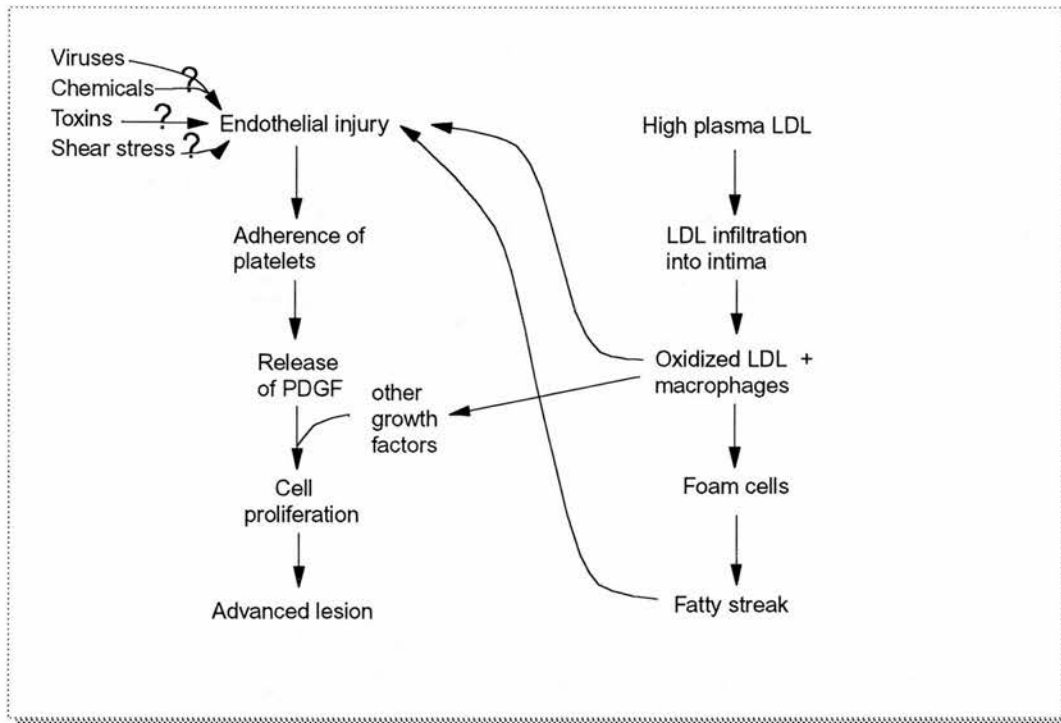 Viruses
?
Chemicals
Toxins
?
Endothelial injury
Shear stress
?
High plasma LDL
Adherence of
platelets
LDL infiltration
into intima
Release
of PDGF
other
growth
factors
Oxidized LDL +
macrophages
Cell
proliferation
Foam cells
Advanced lesion
Fatty streak